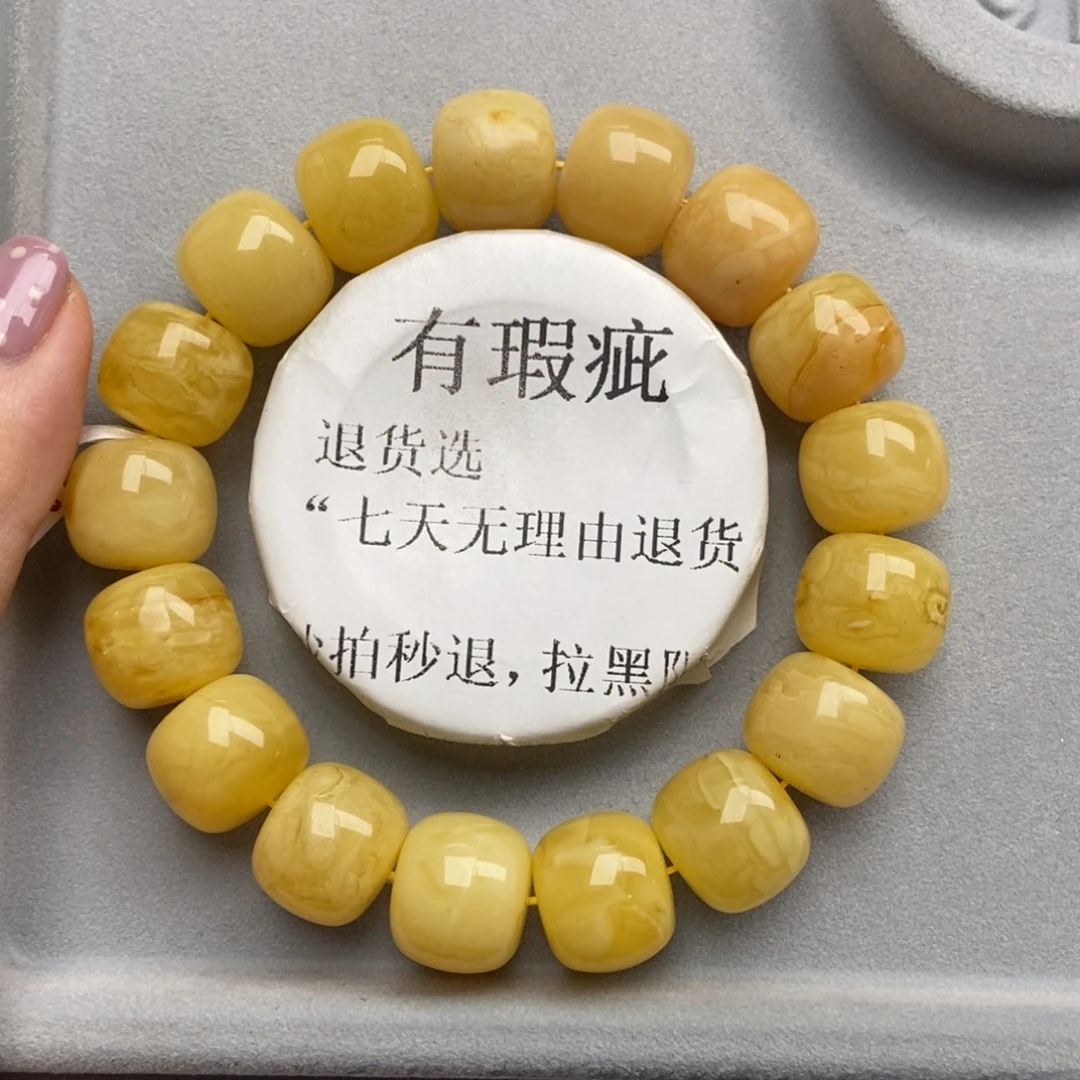 有瑕疵
退货选
“七天无理由退货
拍秒退，拉黑